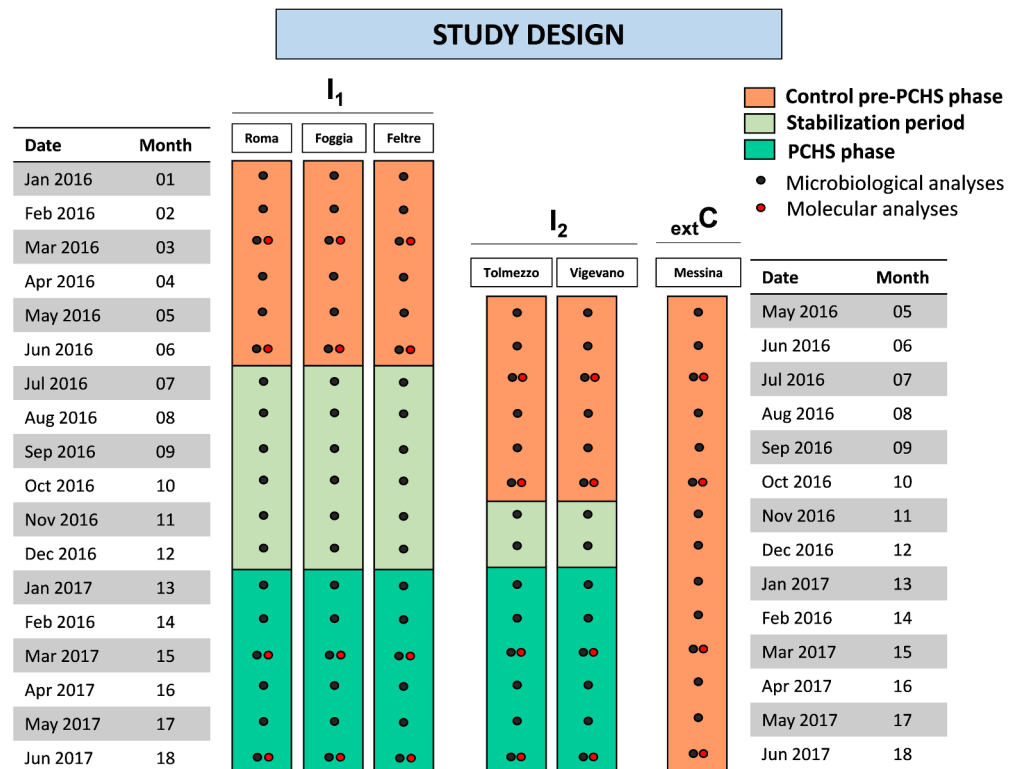 STUDY DESIGN
I1
Control pre-PCHS phase
Stabilization period
PCHS phase
Microbiological analyses
Molecular analyses
Roma Foggia Feltre
Date Month
Jan 2016 01
Feb 2016 02
Mar 2016 03
Apr 2016 04
May 2016 05
Jun 2016 06
Jul 2016 07
Aug 2016 08
Sep 2016 09
Oct 2016 10
Nov 2016 11
Dec 2016 12
Jan 2017 13
Feb 2016 14
Mar 2017 15
Apr 2017 16
May 2017 17
Jun 2017 18
I2
extC
Tolmezzo Vigevano Messina
Date Month
May 2016 05
Jun 2016 06
Jul 2016 07
Aug 2016 08
Sep 2016 09
Oct 2016 10
Nov 2016 11
Dec 2016 12
Jan 2017 13
Feb 2016 14
Mar 2017 15
Apr 2017 16
May 2017 17
Jun 2017 18